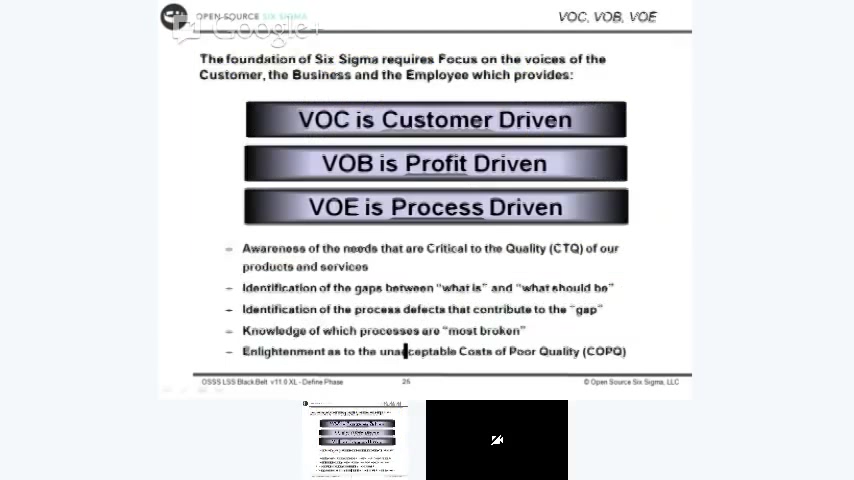 OPEN-SOURCE SIX SIGMA
VOC, VOB, VOE
Google+
The foundation of Six Sigma requires Focus on the voices of the
Customer, the Business and the Employee which provides:
VOC is Customer Driven
VOB is Profit Driven
VOE is Process Driven
– Awareness of the needs that are Critical to the Quality (CTQ) of our
products and services
– Identification of the gaps between “what is” and “what should be”
– Identification of the process defects that contribute to the “gap”
– Knowledge of which processes are “most broken”
– Enlightenment as to the unacceptable Costs of Poor Quality (COPQ)
OSSS LSS Black Belt v11.0 XL - Define Phase
26
© Open Source Six Sigma, LLC